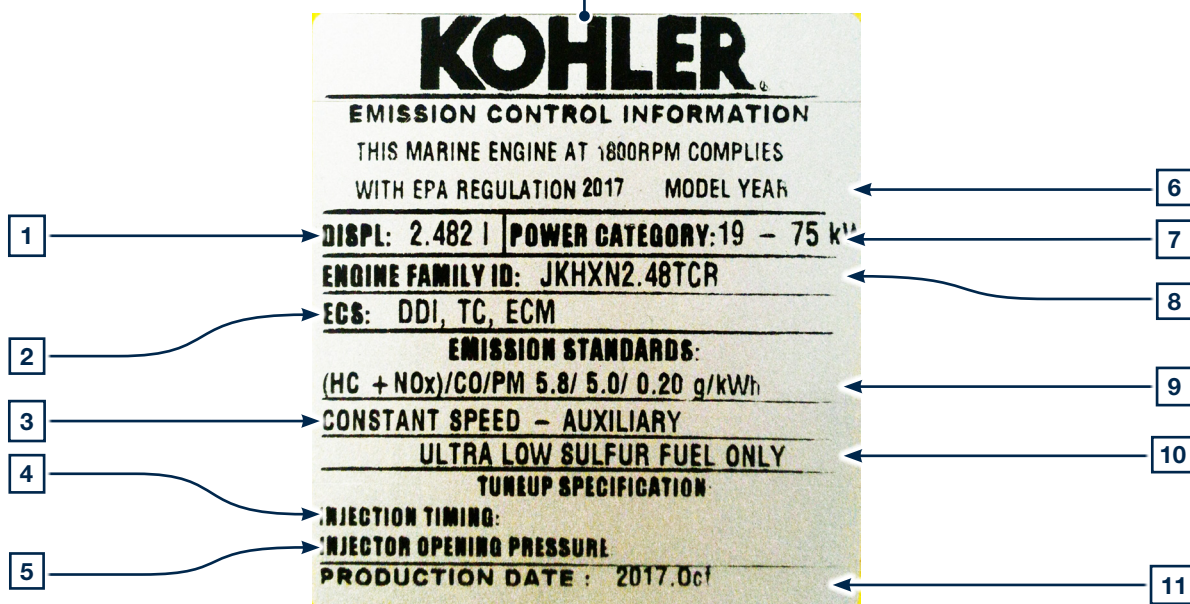 KOHLER®
EMISSION CONTROL INFORMATION
THIS MARINE ENGINE AT 1800RPM COMPLIES
WITH EPA REGULATION 2017 MODEL YEAR
DISPL: 2.482 l POWER CATEGORY: 19 – 75 kW
ENGINE FAMILY ID: JKHXN2.48TCR
ECS: DDI, TC, ECM
EMISSION STANDARDS:
(HC + NOx)/CO/PM 5.8/ 5.0/ 0.20 g/kWh
CONSTANT SPEED – AUXILIARY
ULTRA LOW SULFUR FUEL ONLY
TUNEUP SPECIFICATION
INJECTION TIMING:
INJECTOR OPENING PRESSURE
PRODUCTION DATE : 2017.Oct
1
2
3
4
5
6
7
8
9
10
11